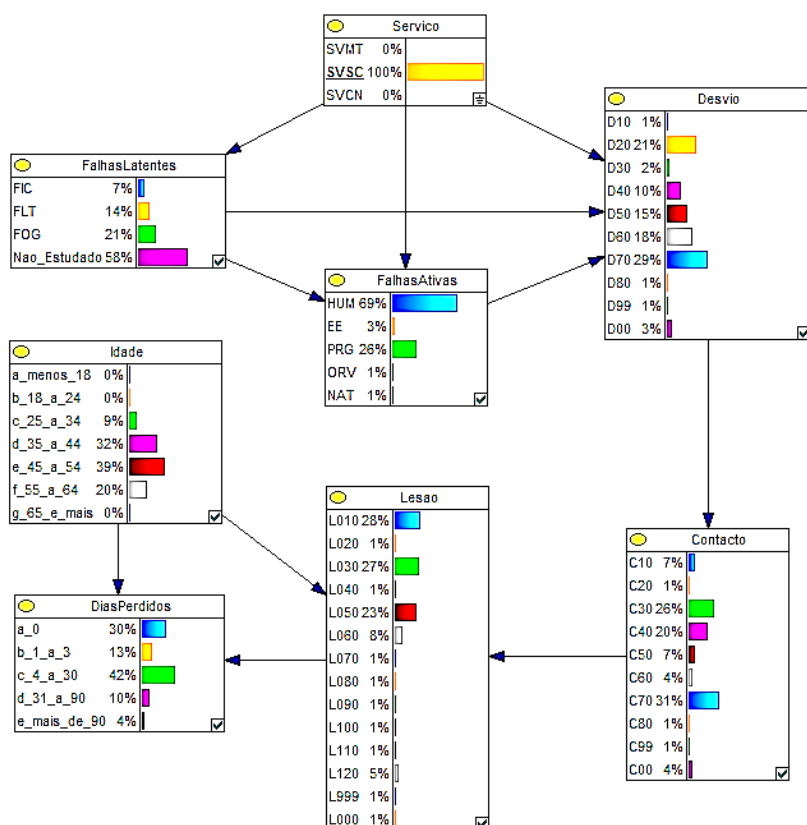 Servico
SVMT 0%
SVSC 100%
SVCN 0%
Desvio
D10 1%
D20 21%
D30 2%
D40 10%
D50 15%
D60 18%
D70 29%
D80 1%
D99 1%
D00 3%
FalhasLatentes
FIC 7%
FLT 14%
FOG 21%
Nao_Estudado 58%
FalhasAtivas
HUM 69%
EE 3%
PRG 26%
ORV 1%
NAT 1%
Idade
a_menos_18 0%
b_18_a_24 0%
c_25_a_34 9%
d_35_a_44 32%
e_45_a_54 39%
f_55_a_64 20%
g_65_e_mais 0%
Lesao
L010 28%
L020 1%
L030 27%
L040 1%
L050 23%
L060 8%
L070 1%
L080 1%
L090 1%
L100 1%
L110 1%
L120 5%
L999 1%
L000 1%
Contacto
C10 7%
C20 1%
C30 26%
C40 20%
C50 7%
C60 4%
C70 31%
C80 1%
C99 1%
C00 4%
DiasPerdidos
a_0 30%
b_1_a_3 13%
c_4_a_30 42%
d_31_a_90 10%
e_mais_de_90 4%